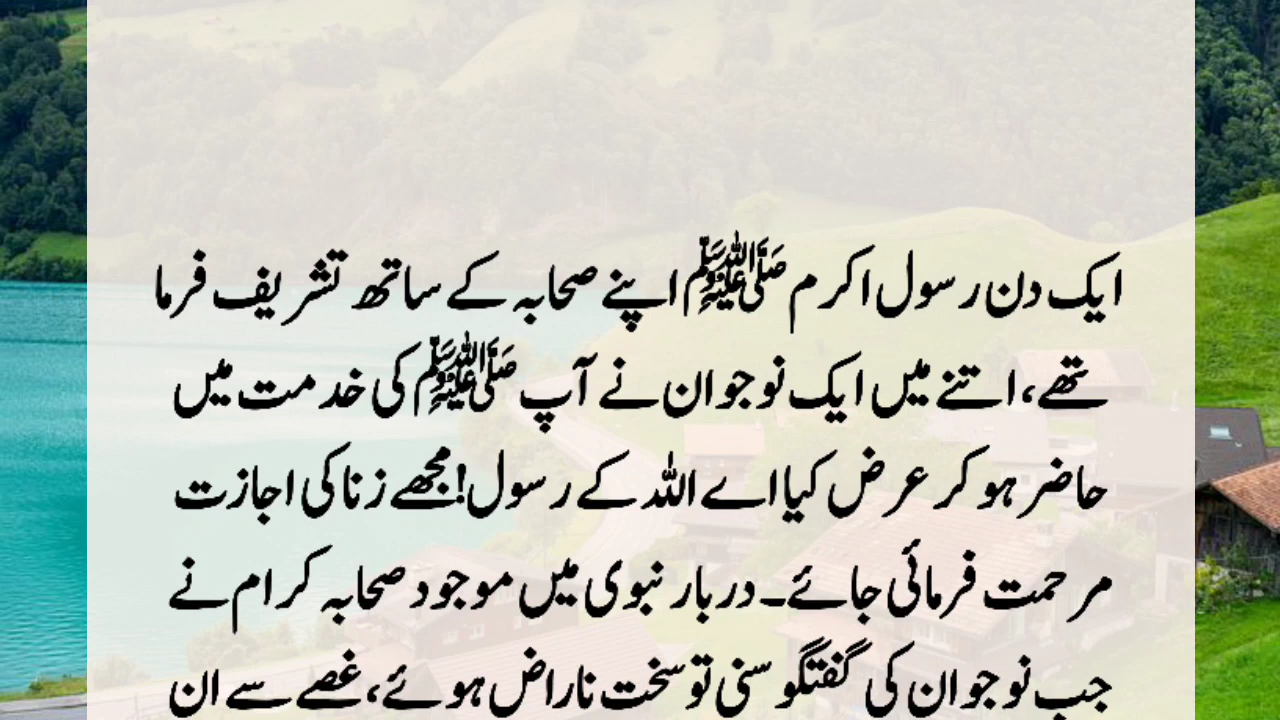 ایک دن رسول اکرم ﷺ اپنے صحابہ کے ساتھ تشریف فرما
تھے، اتنے میں ایک نوجوان نے آپ ﷺ کی خدمت میں
حاضر ہو کر عرض کیا اے اللہ کے رسول! مجھے زنا کی اجازت
مرحمت فرمائی جائے۔ دربار نبوی میں موجود صحابہ کرام نے
جب نوجوان کی گفتگو سنی تو سخت ناراض ہوئے، غصے سے ان